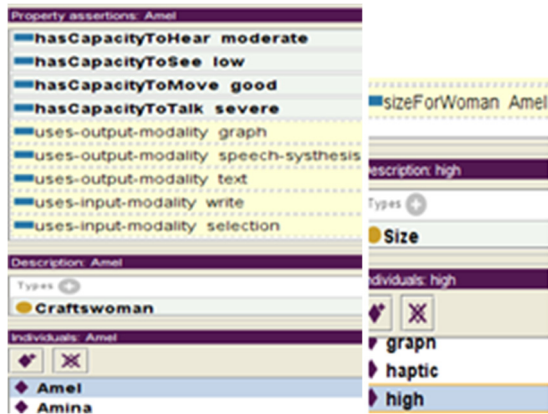 Property assertions: Amel
hasCapacityToHear moderate
hasCapacityToSee low
hasCapacityToMove good
hasCapacityToTalk severe
uses-output-modality graph
uses-output-modality speech-systhesis
uses-output-modality text
uses-input-modality write
uses-input-modality selection
Description: Amel
Types
Craftswoman
Individuals: Amel
Amel
Amina
sizeForWoman Amel
escription: high
Types
Size
ndividuals: high
graph
haptic
high